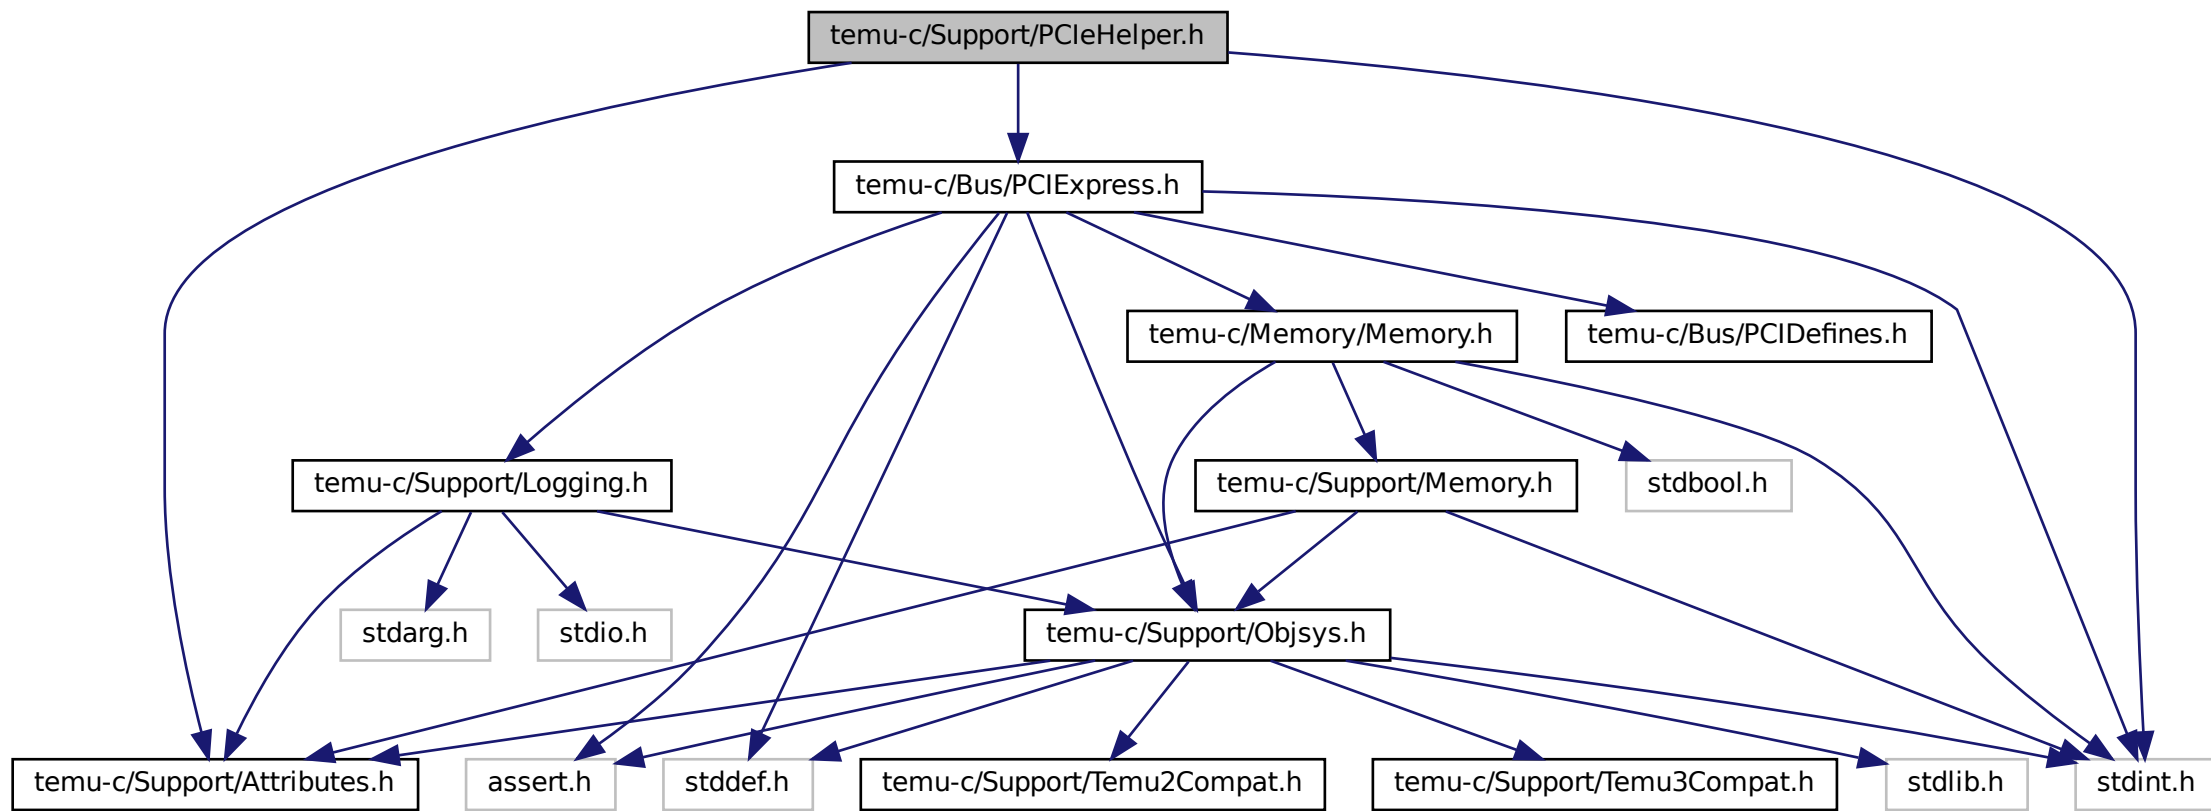 temu-c/Support/PCIeHelper.h
temu-c/Bus/PCIExpress.h
temu-c/Memory/Memory.h
temu-c/Bus/PCIDefines.h
temu-c/Support/Logging.h
temu-c/Support/Memory.h
stdbool.h
stdarg.h
stdio.h
temu-c/Support/Objsys.h
temu-c/Support/Attributes.h
assert.h
stddef.h
temu-c/Support/Temu2Compat.h
temu-c/Support/Temu3Compat.h
stdlib.h
stdint.h